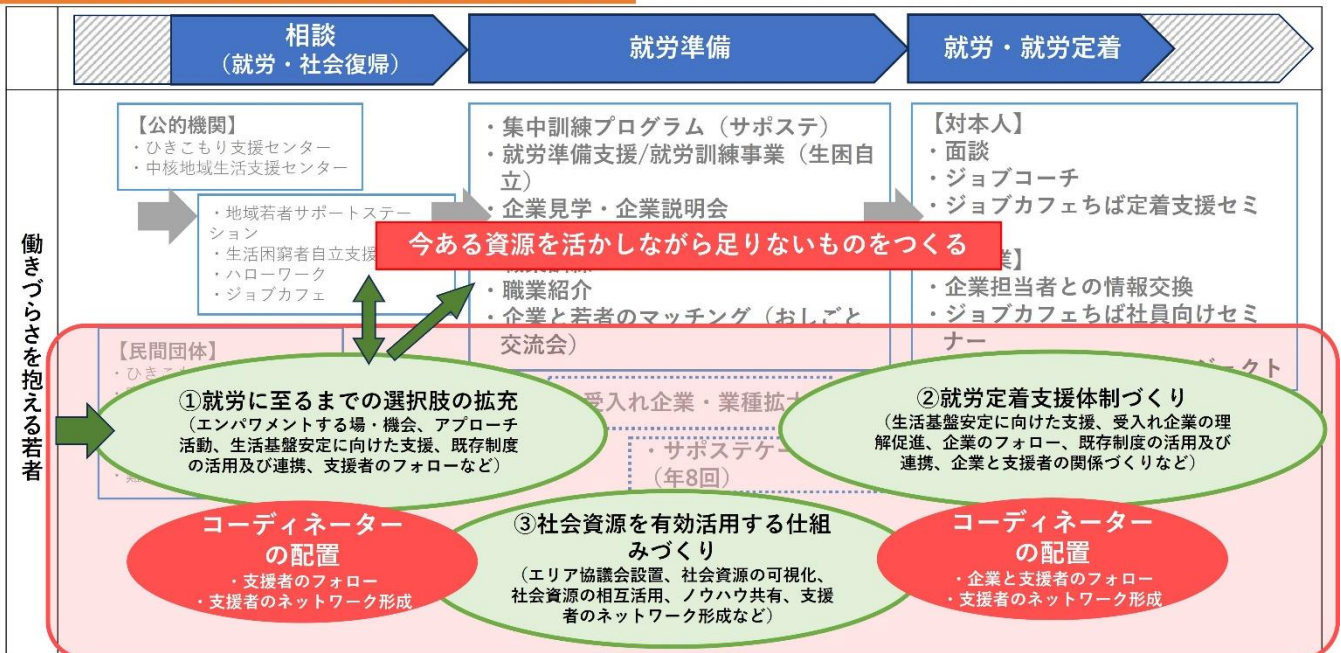 相談
（就労・社会復帰）
就労準備
就労・就労定着
働きづらさを抱える若者
【公的機関】
・ひきこもり支援センター
・中核地域生活支援センター
・地域若者サポートステー
ション
・生活困窮者自立支援
・ハローワーク
・ジョブカフェ
・集中訓練プログラム（サポステ）
・就労準備支援/就労訓練事業（生困自
立）
・企業見学・企業説明会
・職業紹介
・企業と若者のマッチング（おしごと
交流会）
【対本人】
・面談
・ジョブコーチ
・ジョブカフェちば定着支援セミ
業】
・企業担当者との情報交換
・ジョブカフェちば社員向けセミ
ナー
ジェクト
今ある資源を活かしながら足りないものをつくる
【民間団体】
・ひきこ
受入れ企業・業種拡大
・サポステケー
（年8回）
①就労に至るまでの選択肢の拡充
（エンパワメントする場・機会、アプローチ
活動、生活基盤安定に向けた支援、既存制度
の活用及び連携、支援者のフォローなど）
②就労定着支援体制づくり
（生活基盤安定に向けた支援、受入れ企業の理
解促進、企業のフォロー、既存制度の活用及び
連携、企業と支援者の関係づくりなど）
コーディネーター
の配置
・支援者のフォロー
・支援者のネットワーク形成
③社会資源を有効活用する仕組
みづくり
（エリア協議会設置、社会資源の可視化、
社会資源の相互活用、ノウハウ共有、支援
者のネットワーク形成など）
コーディネーター
の配置
・企業と支援者のフォロー
・支援者のネットワーク形成